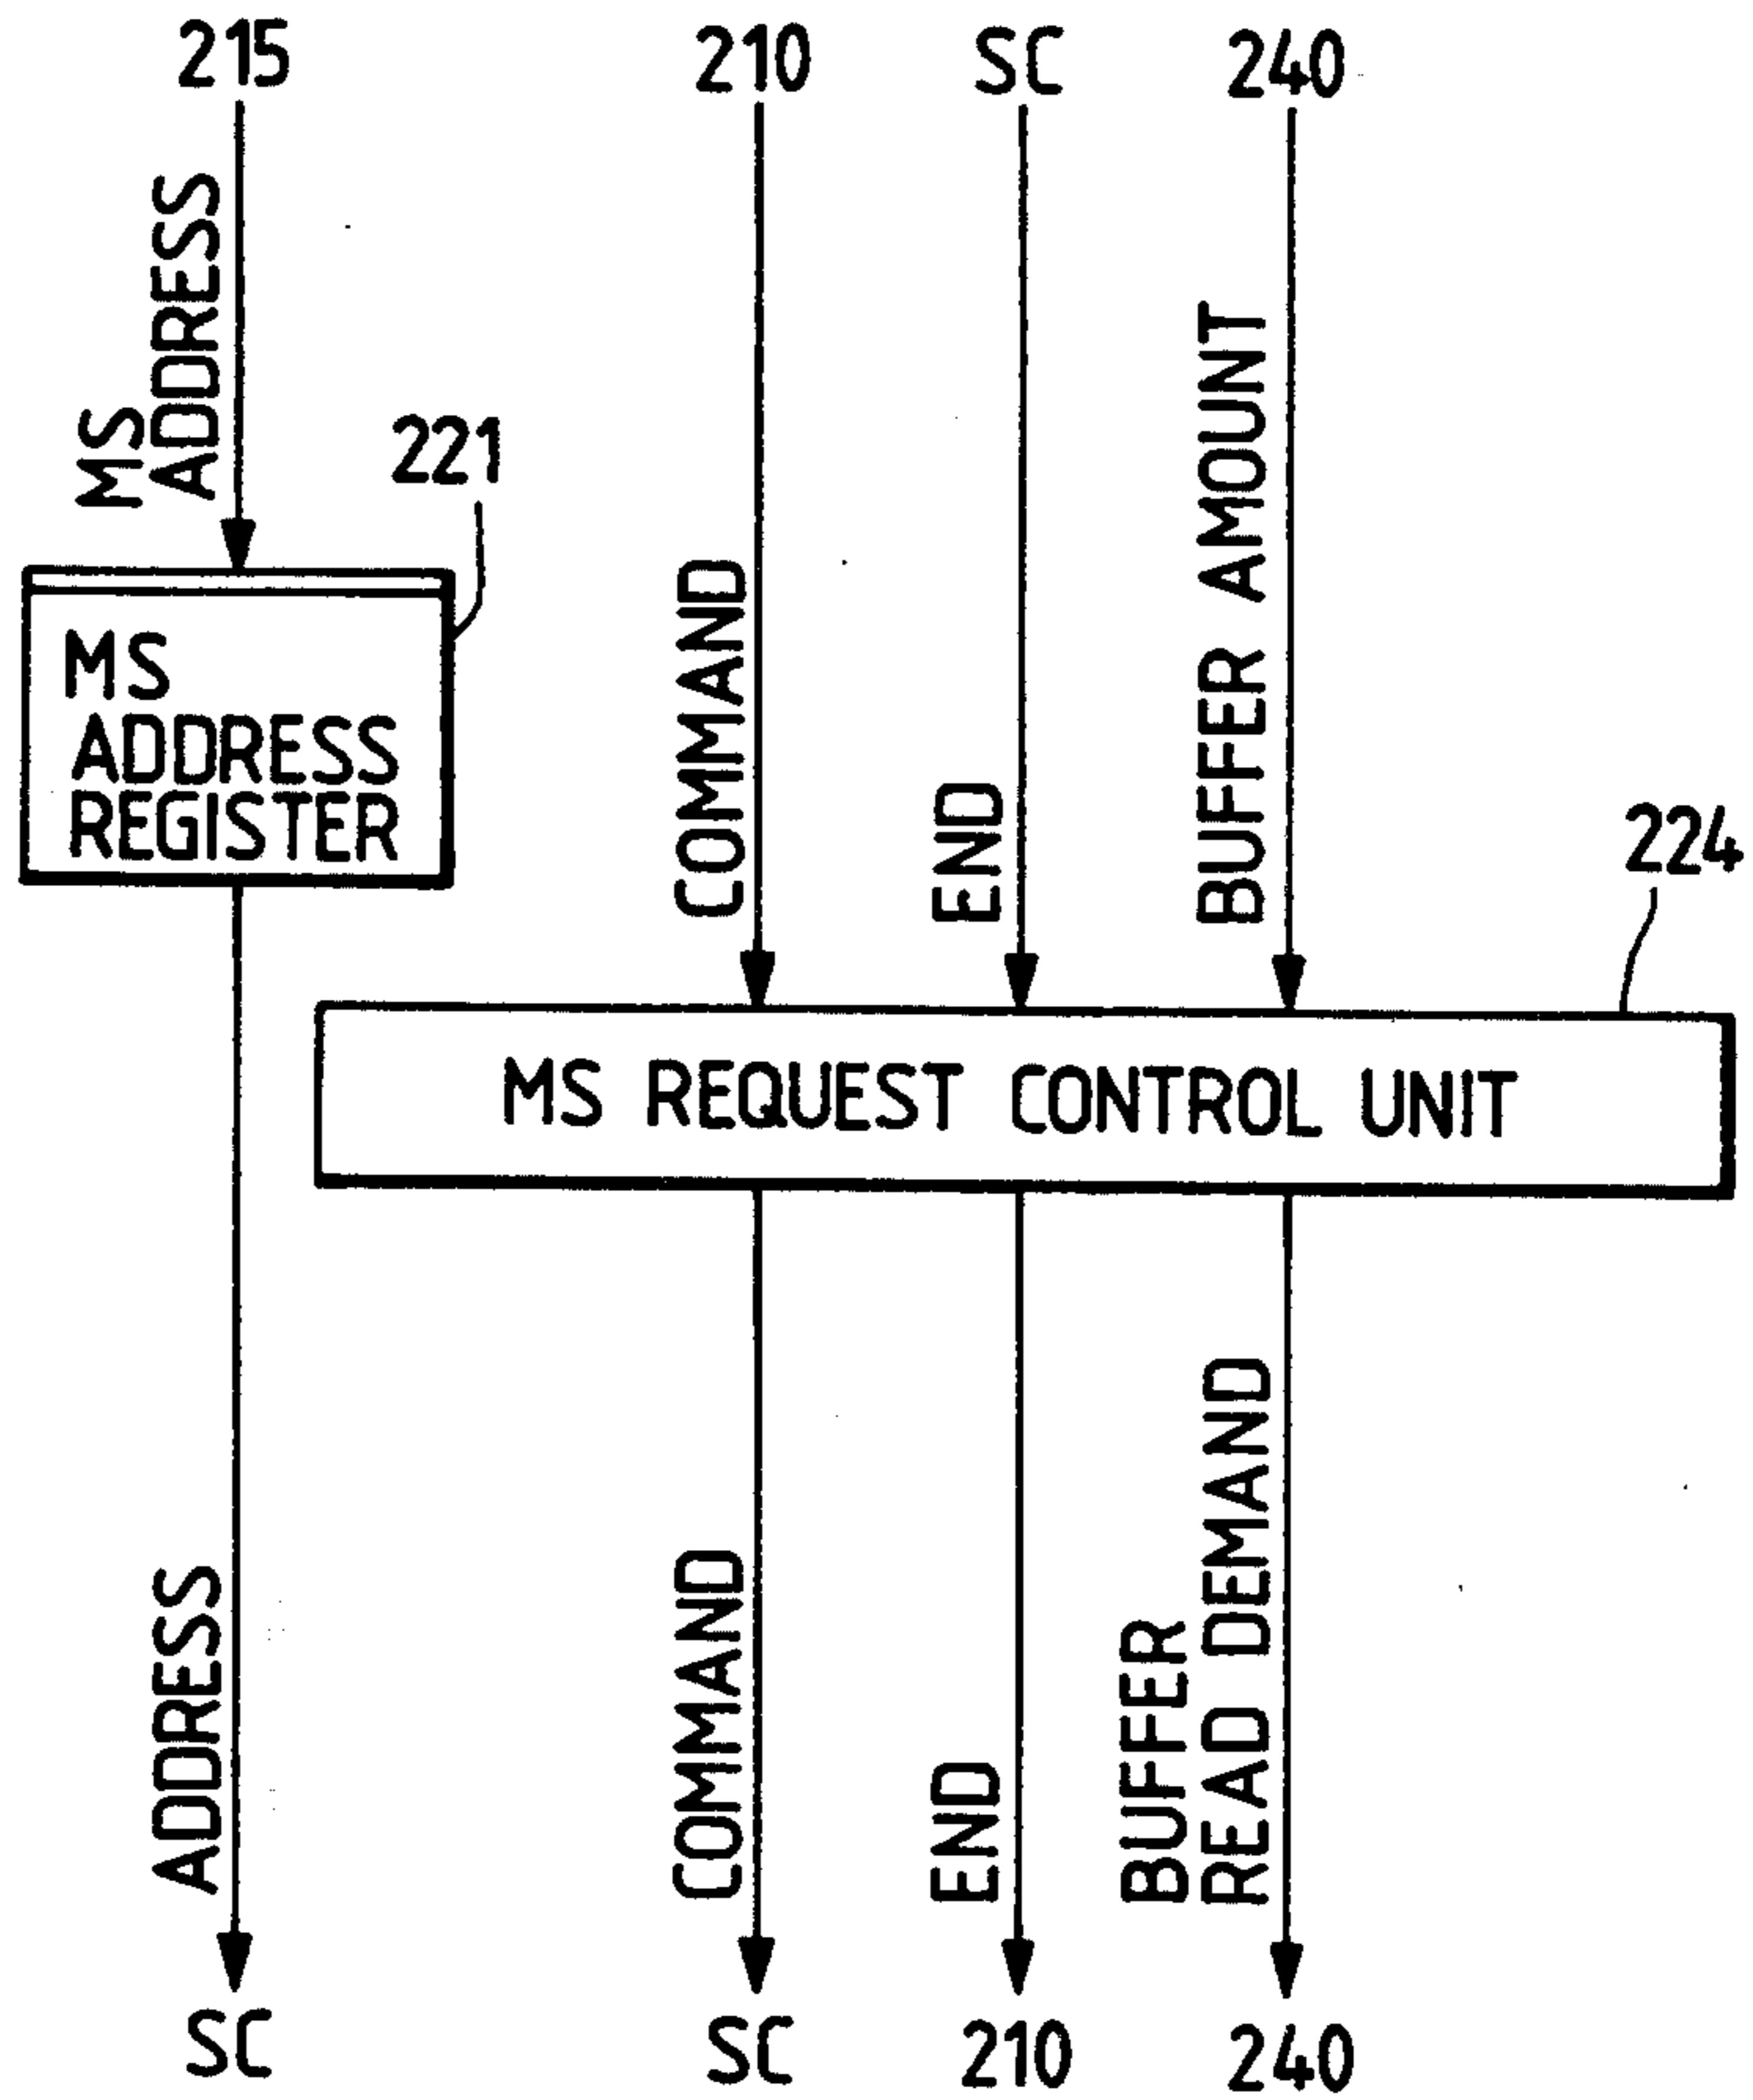 215
210
SC
240
MS
ADDRESS
221
COMMAND
END
BUFFER AMOUNT
MS
ADDRESS
REGISTER
224
MS REQUEST CONTROL UNIT
ADDRESS
COMMAND
END
BUFFER
READ DEMAND
SC
SC
210
240